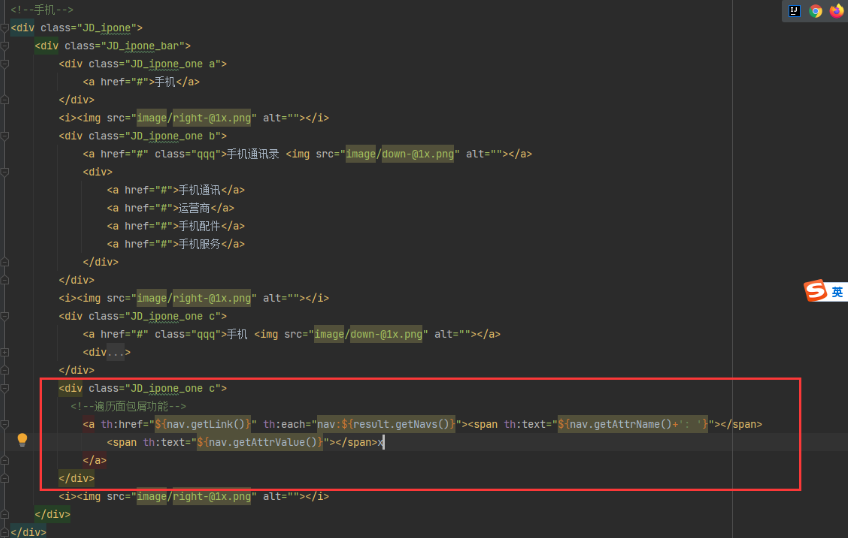 <!--手机-->
<div class="JD_ipone">
<div class="JD_ipone_bar">
<div class="JD_ipone_one a">
<a href="#">手机</a>
</div>
<i><img src="image/right-@1x.png" alt=""></i>
<div class="JD_ipone_one b">
<a href="#" class="qqq">手机通讯录 <img src="image/down-@1x.png" alt=""></a>
<div>
<a href="#">手机通讯</a>
<a href="#">运营商</a>
<a href="#">手机配件</a>
<a href="#">手机服务</a>
</div>
</div>
<i><img src="image/right-@1x.png" alt=""></i>
<div class="JD_ipone_one c">
<a href="#" class="qqq">手机 <img src="image/down-@1x.png" alt=""></a>
<div...>
</div>
<div class="JD_ipone_one c">
<!--遍历面包屑功能-->
<a th:href="${nav.getLink()}" th:each="nav:${result.getNavs()}"><span th:text="${nav.getAttrName()+': '}"></span>
<span th:text="${nav.getAttrValue()}"></span>x
</a>
</div>
<i><img src="image/right-@1x.png" alt=""></i>
</div>
</div>
IJ
S 英